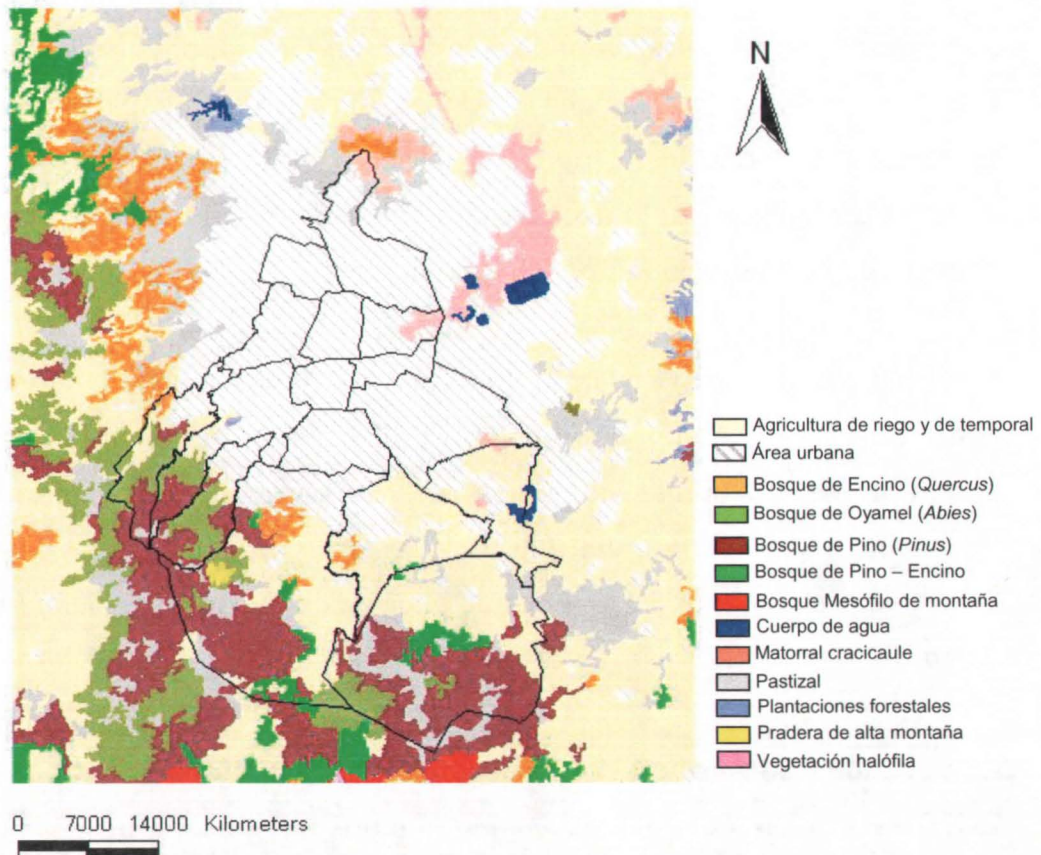 N
Agricultura de riego y de temporal
Área urbana
Bosque de Encino (Quercus)
Bosque de Oyamel (Abies)
Bosque de Pino (Pinus)
Bosque de Pino – Encino
Bosque Mesófilo de montaña
Cuerpo de agua
Matorral cracicaule
Pastizal
Plantaciones forestales
Pradera de alta montaña
Vegetación halófila
0 7000 14000 Kilometers